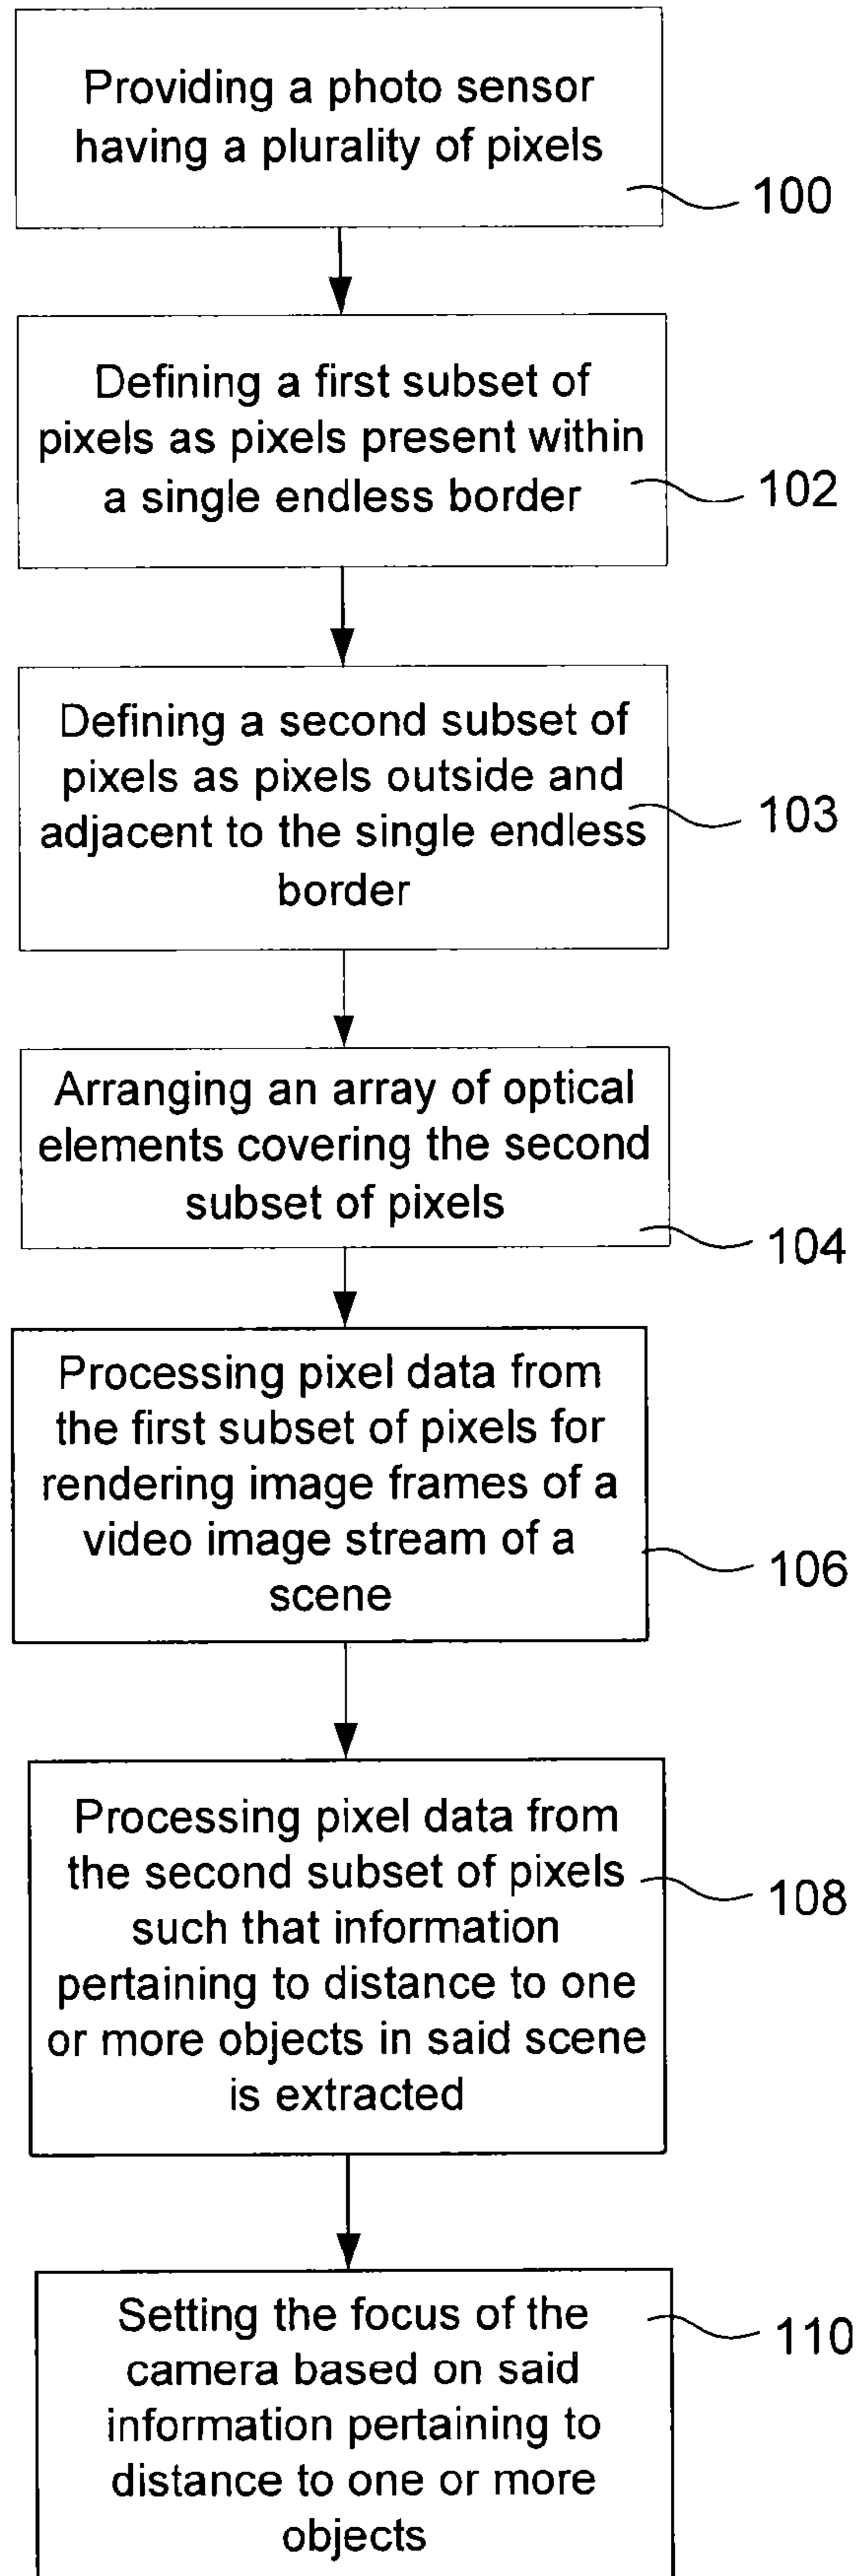 Providing a photo sensor
having a plurality of pixels
100
Defining a first subset of
pixels as pixels present within
a single endless border
102
Defining a second subset of
pixels as pixels outside and
adjacent to the single endless
border
103
Arranging an array of optical
elements covering the second
subset of pixels
104
Processing pixel data from
the first subset of pixels for
rendering image frames of a
video image stream of a
scene
106
Processing pixel data from
the second subset of pixels
such that information
pertaining to distance to one
or more objects in said scene
is extracted
108
Setting the focus of the
camera based on said
information pertaining to
distance to one or more
objects
110